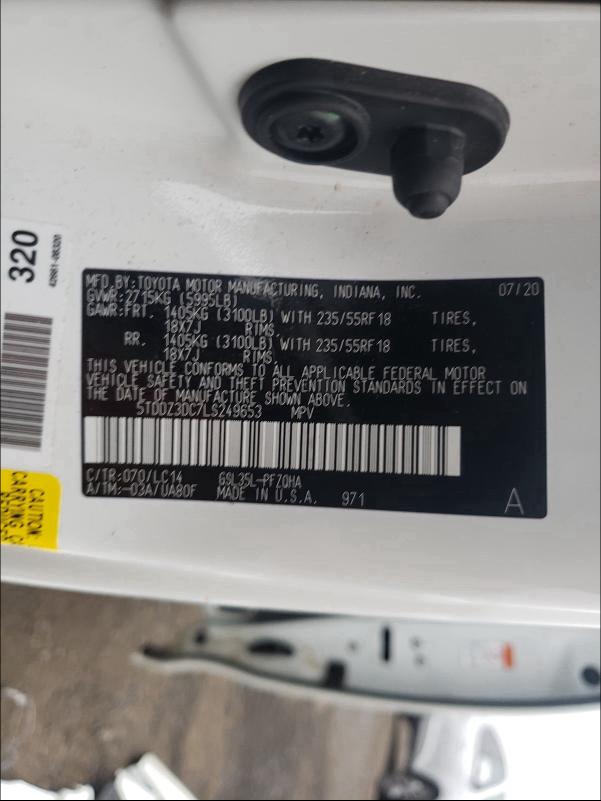 MFD.BY:TOYOTA MOTOR MANUFACTURING, INDIANA, INC. 07/20
GVWR:2715KG (5995LB)
GAWR:FRT. 1405KG (3100LB) WITH 235/55RF18 TIRES,
18X7J RIMS.
RR. 1405KG (3100LB) WITH 235/55RF18 TIRES,
18X7J RIMS.
THIS VEHICLE CONFORMS TO ALL APPLICABLE FEDERAL MOTOR
VEHICLE SAFETY AND THEFT PREVENTION STANDARDS IN EFFECT ON
THE DATE OF MANUFACTURE SHOWN ABOVE.
5TDDZ3DC7LS249653 MPV
C/TR:070/LC14 GSL35L-PFZQHA
A/TM:-03A/UA80F MADE IN U.S.A. 971 A
320
CAUTION: